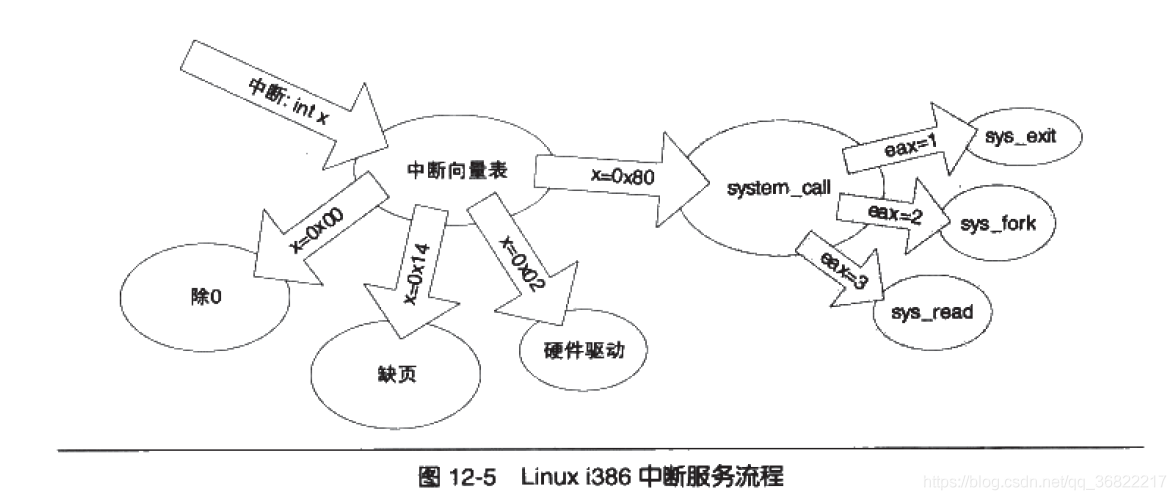 中断: int x
中断向量表
x=0x80
system_call
eax=1
sys_exit
eax=2
sys_fork
eax=3
sys_read
x=0x00
x=0x14
x=0x02
除0
缺页
硬件驱动
图 12-5 Linux i386 中断服务流程
https://blog.csdn.net/qq_36822217